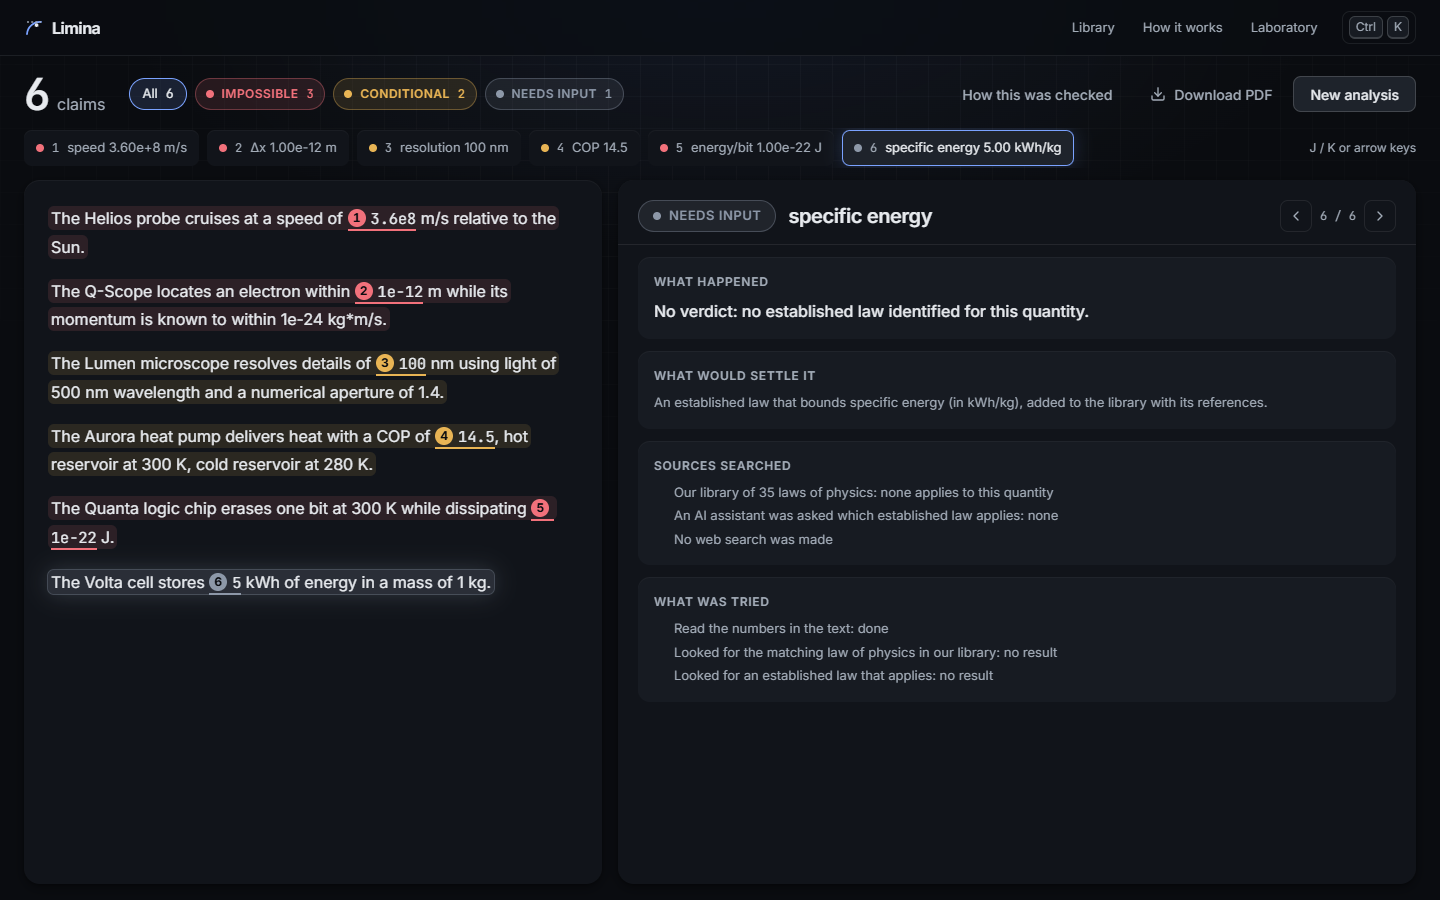 Limina
Library
How it works
Laboratory
Ctrl K
6 claims
All 6
IMPOSSIBLE 3
CONDITIONAL 2
NEEDS INPUT 1
How this was checked
Download PDF
New analysis
1 speed 3.60e+8 m/s
2 Δx 1.00e-12 m
3 resolution 100 nm
4 COP 14.5
5 energy/bit 1.00e-22 J
6 specific energy 5.00 kWh/kg
J / K or arrow keys
The Helios probe cruises at a speed of 1 3.6e8 m/s relative to the
Sun.
The Q-Scope locates an electron within 2 1e-12 m while its
momentum is known to within 1e-24 kg*m/s.
The Lumen microscope resolves details of 3 100 nm using light of
500 nm wavelength and a numerical aperture of 1.4.
The Aurora heat pump delivers heat with a COP of 4 14.5, hot
reservoir at 300 K, cold reservoir at 280 K.
The Quanta logic chip erases one bit at 300 K while dissipating 5
1e-22 J.
The Volta cell stores 6 5 kWh of energy in a mass of 1 kg.
NEEDS INPUT
specific energy
6 / 6
WHAT HAPPENED
No verdict: no established law identified for this quantity.
WHAT WOULD SETTLE IT
An established law that bounds specific energy (in kWh/kg), added to the library with its references.
SOURCES SEARCHED
Our library of 35 laws of physics: none applies to this quantity
An AI assistant was asked which established law applies: none
No web search was made
WHAT WAS TRIED
Read the numbers in the text: done
Looked for the matching law of physics in our library: no result
Looked for an established law that applies: no result